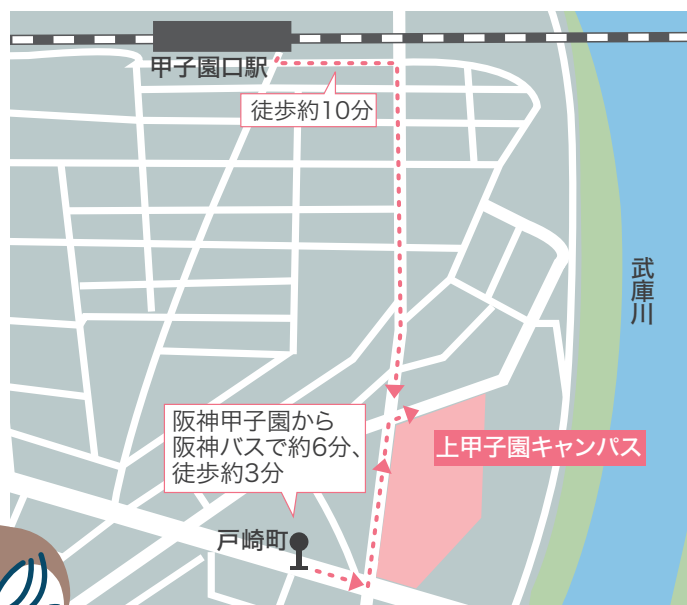 甲子園口駅
徒歩約10分
武庫川
阪神甲子園から
阪神バスで約6分、
徒歩約3分
上甲子園キャンパス
戸崎町